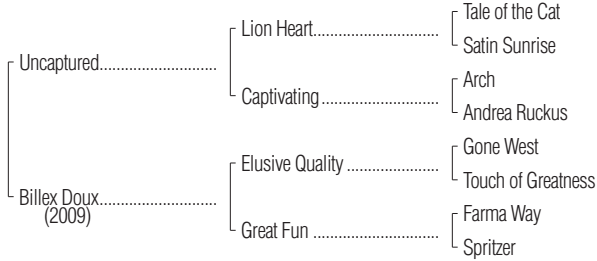 Tale of the Cat
Lion Heart
Satin Sunrise
Uncaptured
Arch
Captivating
Andrea Ruckus
Gone West
Elusive Quality
Touch of Greatness
Billex Doux
(2009)
Farma Way
Great Fun
Spritzer